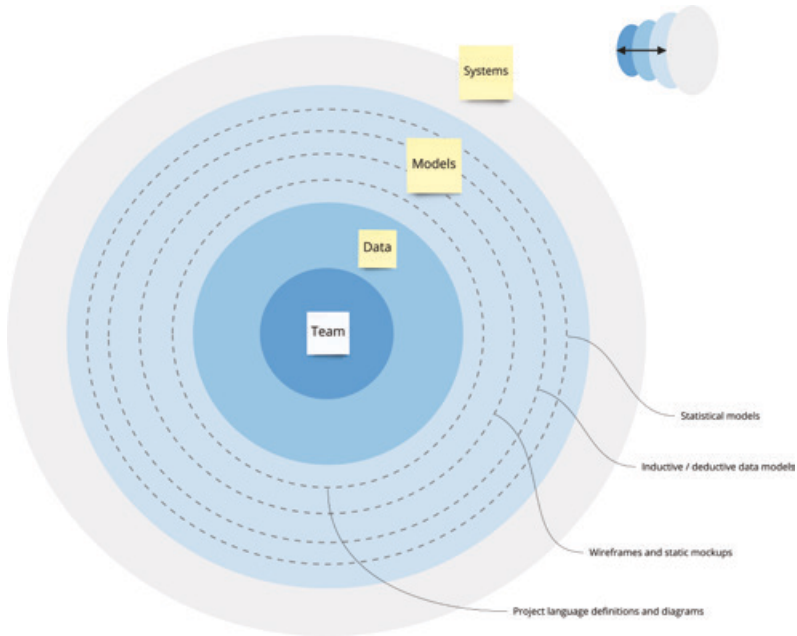 Systems
Models
Data
Team
Statistical models
Inductive / deductive data models
Wireframes and static mockups
Project language definitions and diagrams